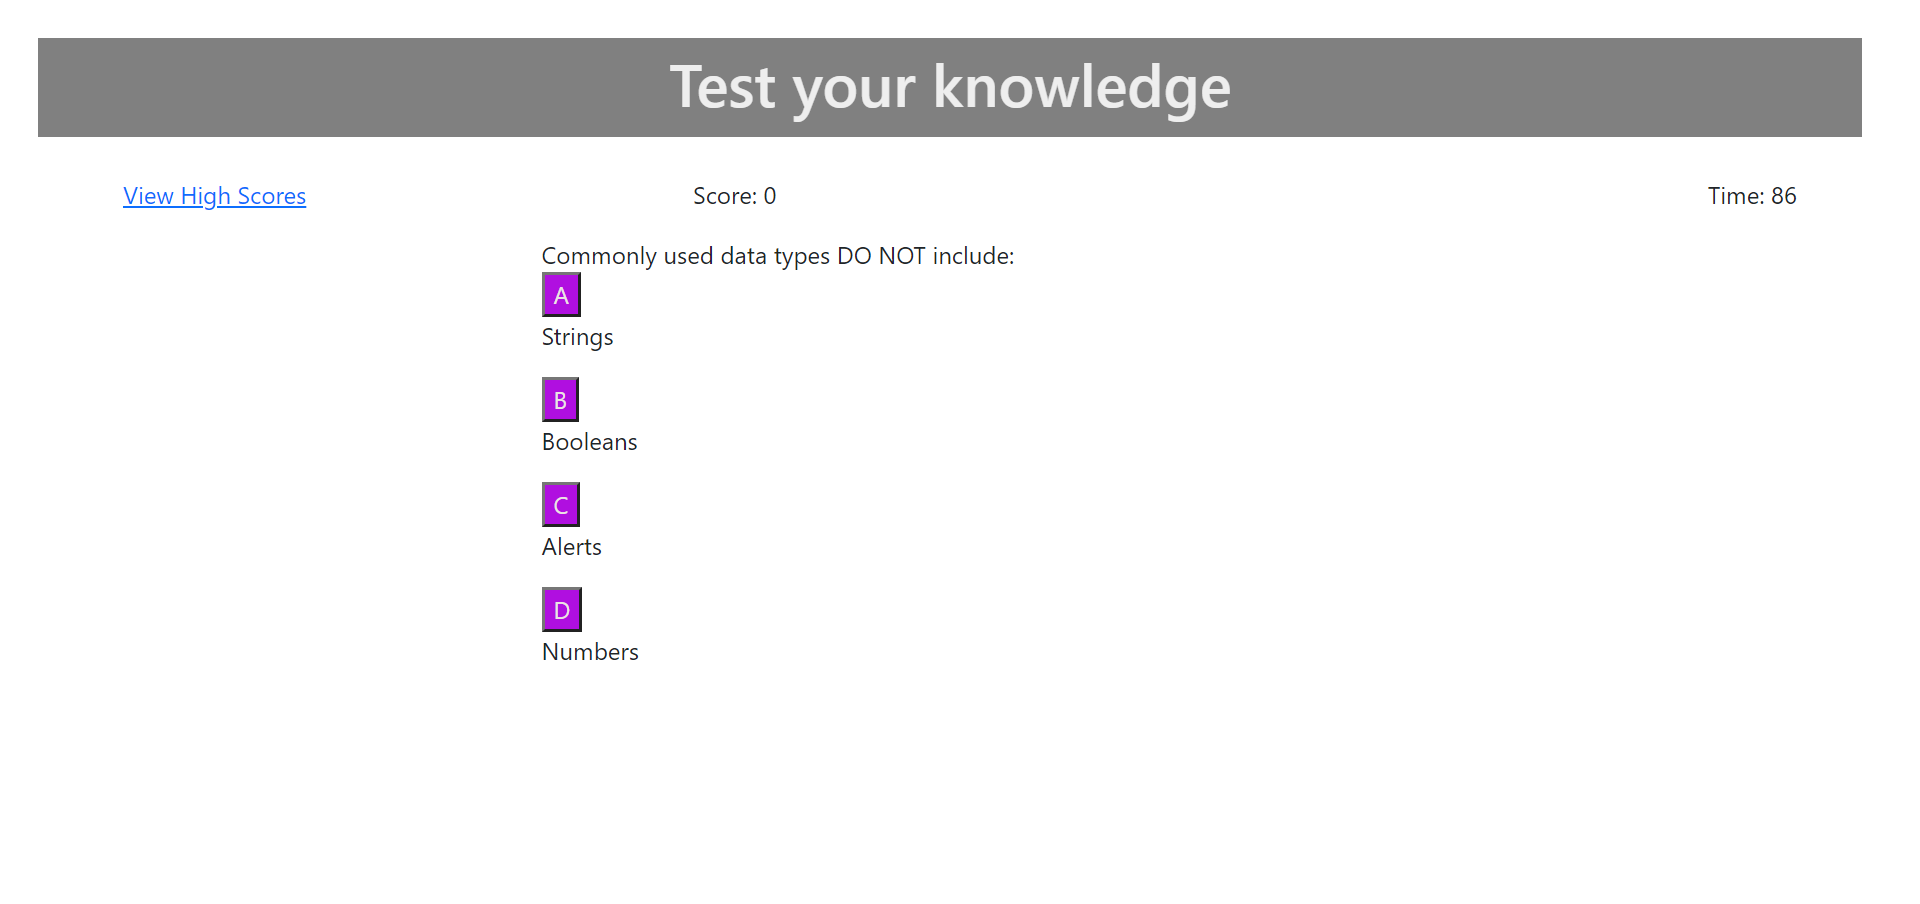 Test your knowledge
View High Scores
Score: 0
Time: 86
Commonly used data types DO NOT include:
A
Strings
B
Booleans
C
Alerts
D
Numbers